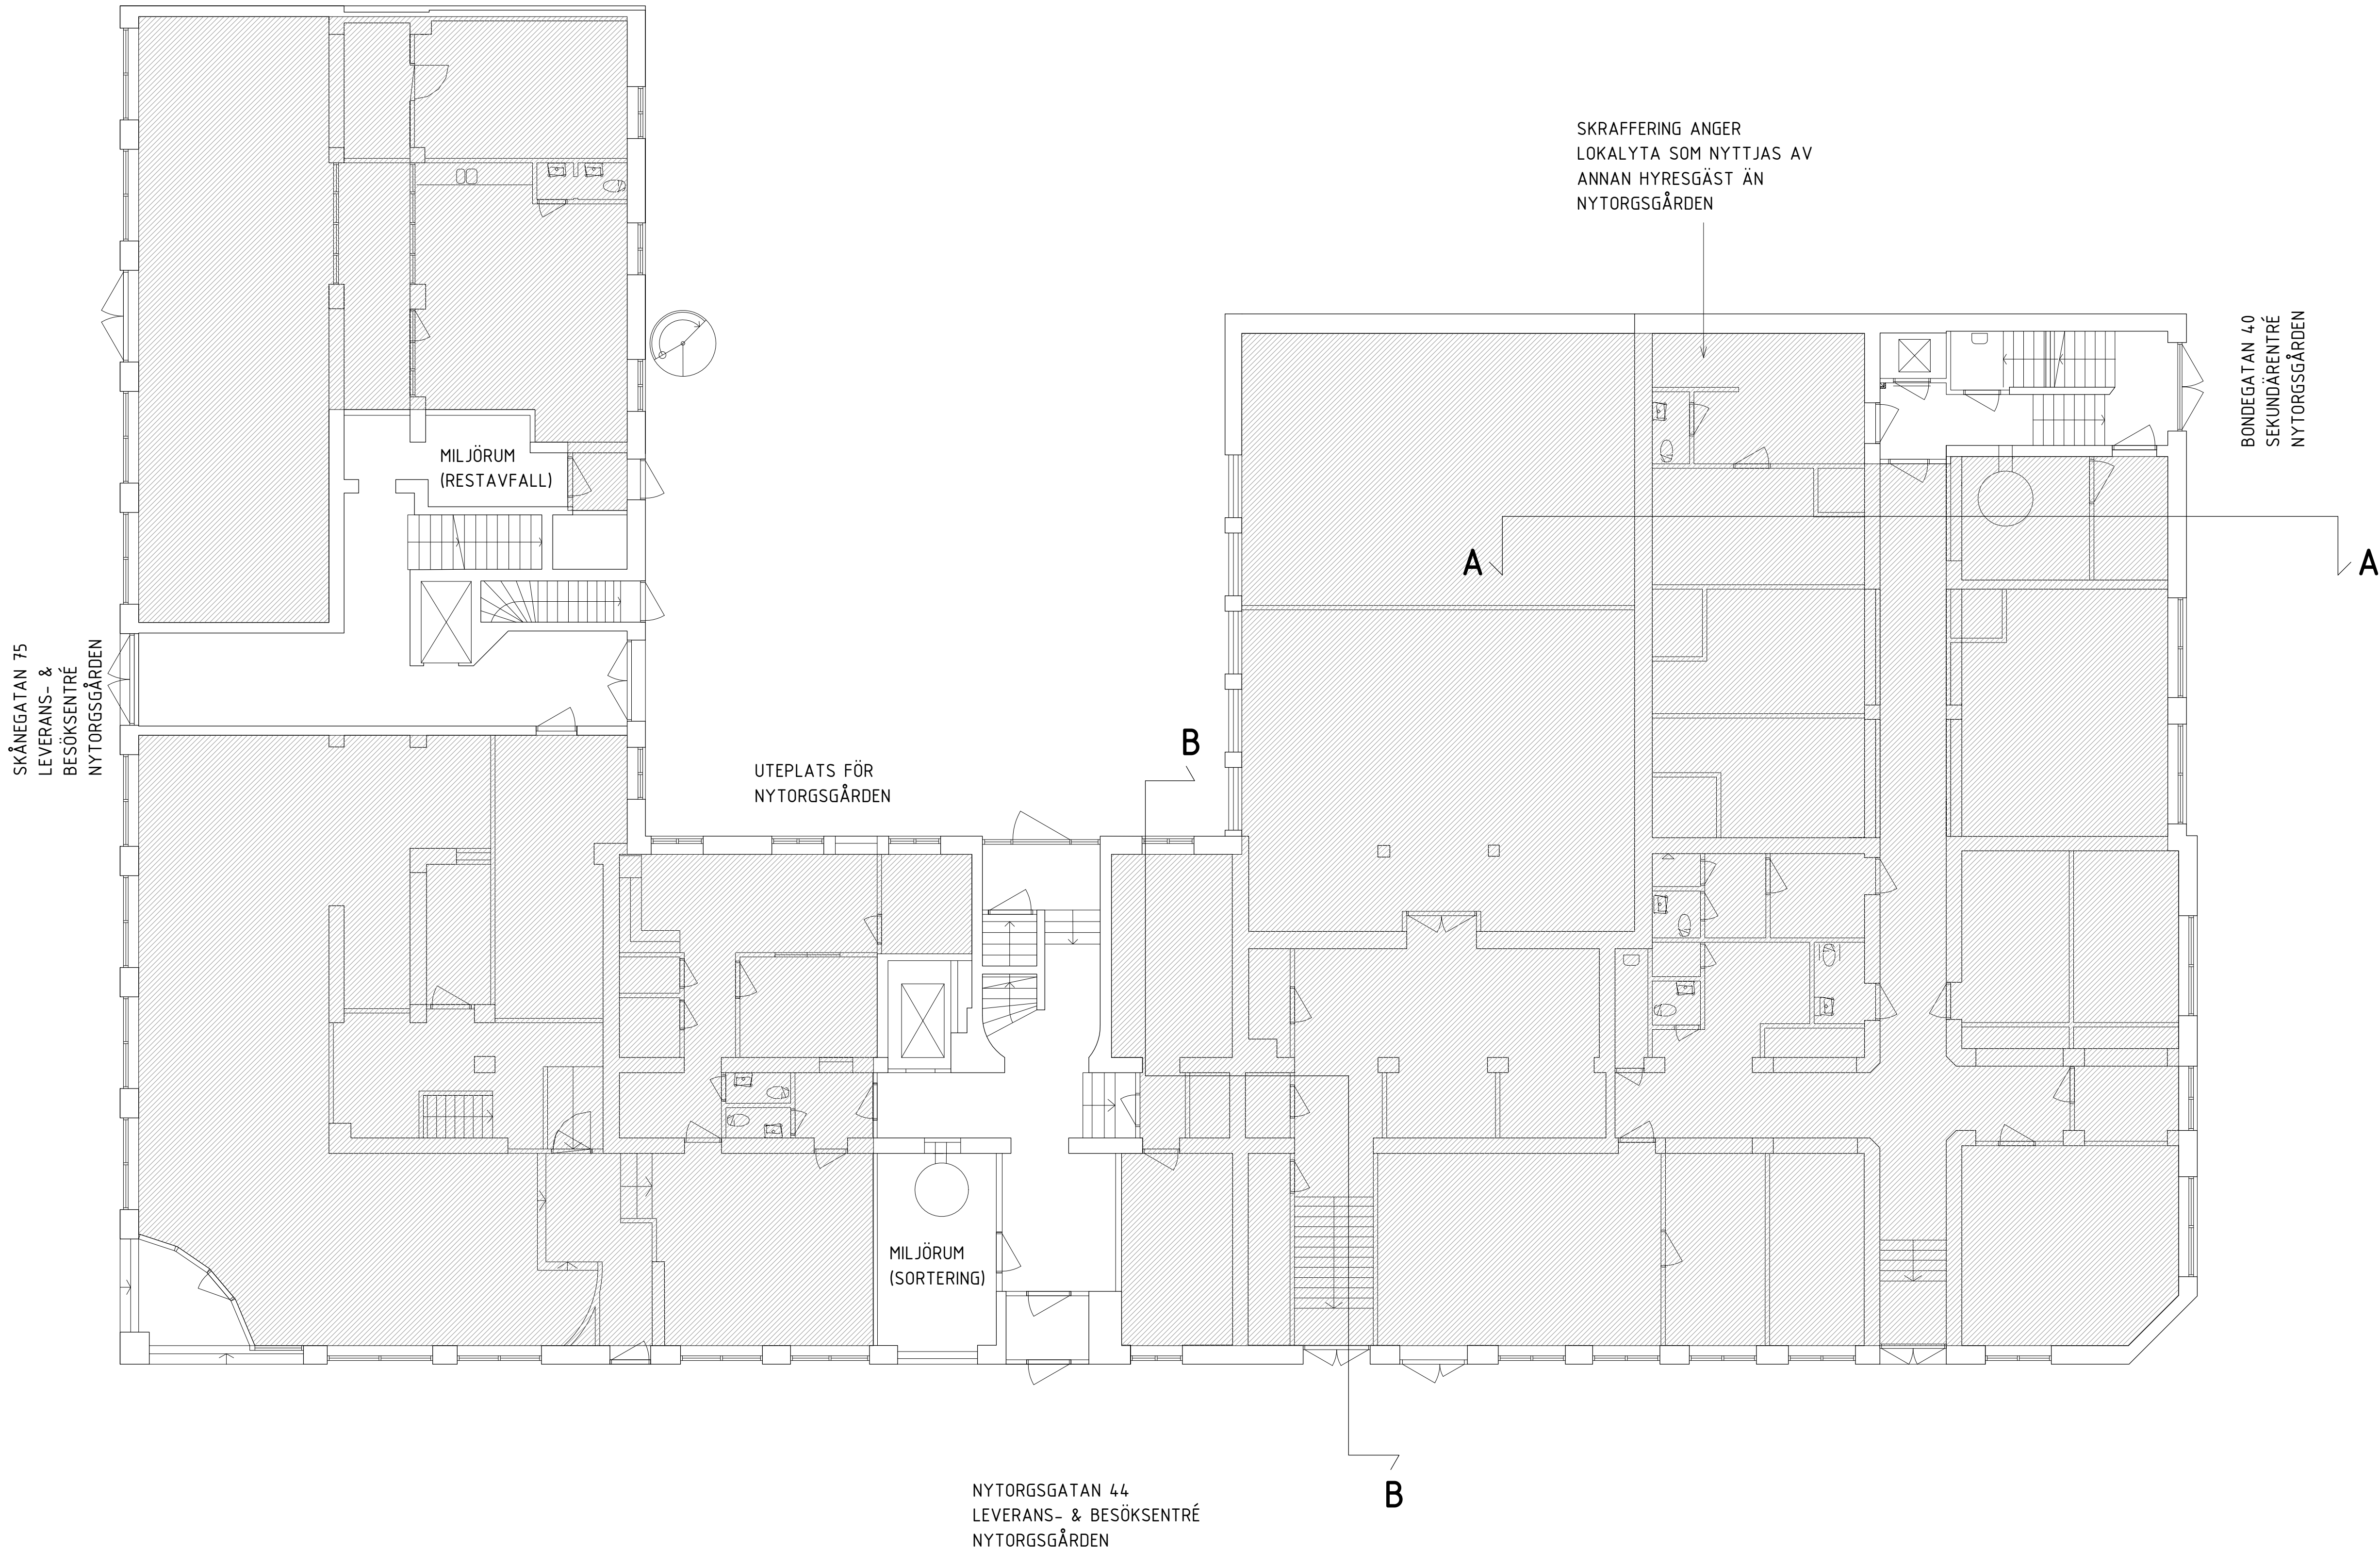 SKRAFFERING ANGER
LOKALYTA SOM NYTTJAS AV
ANNAN HYRESGÄST ÄN
NYTORGSGÅRDEN
BONDEGATAN 40
SEKUNDÄRENTRÉ
NYTORGSGÅRDEN
MILJÖRUM
(RESTAVFALL)
A
A
SKÅNEGATAN 75
LEVERANS- &
BESÖKSENTRÉ
NYTORGSGÅRDEN
B
UTEPLATS FÖR
NYTORGSGÅRDEN
MILJÖRUM
(SORTERING)
B
NYTORGSGATAN 44
LEVERANS- & BESÖKSENTRÉ
NYTORGSGÅRDEN